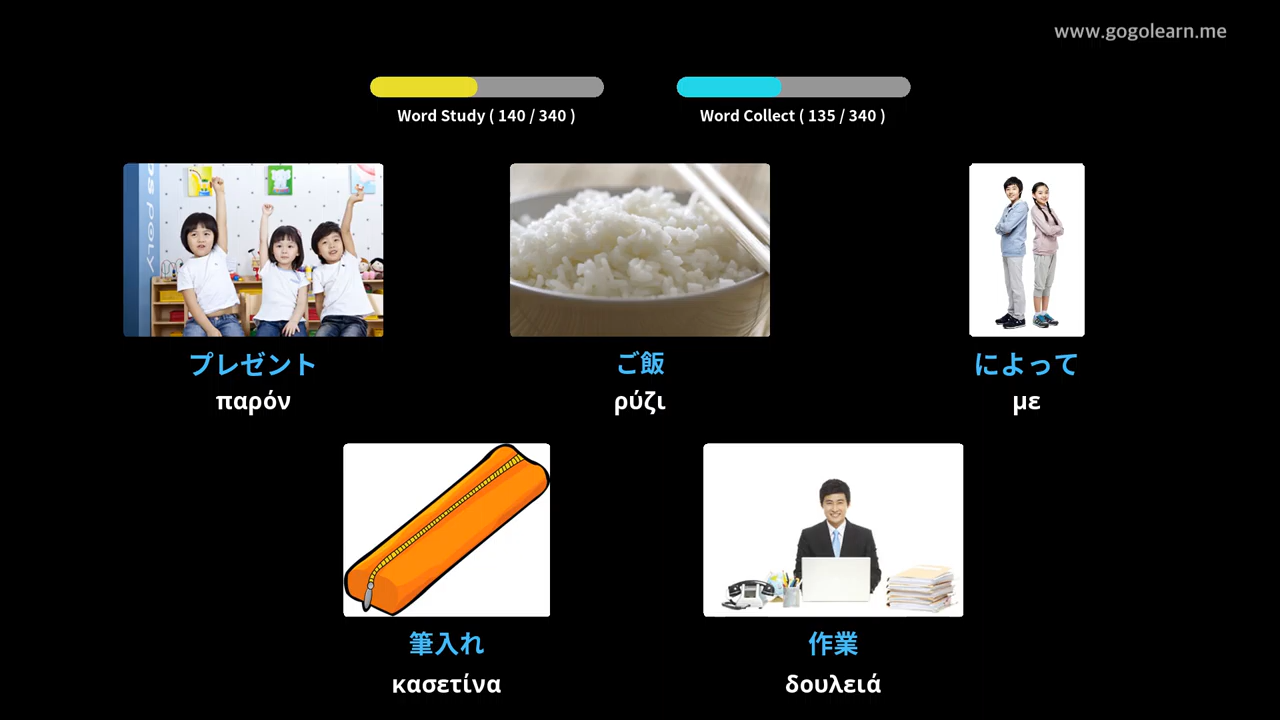 www.gogolearn.me
Word Study ( 140 / 340 )
Word Collect ( 135 / 340 )
プレゼント
παρόν
ご飯
ρύζι
によって
με
筆入れ
κασετίνα
作業
δουλειά